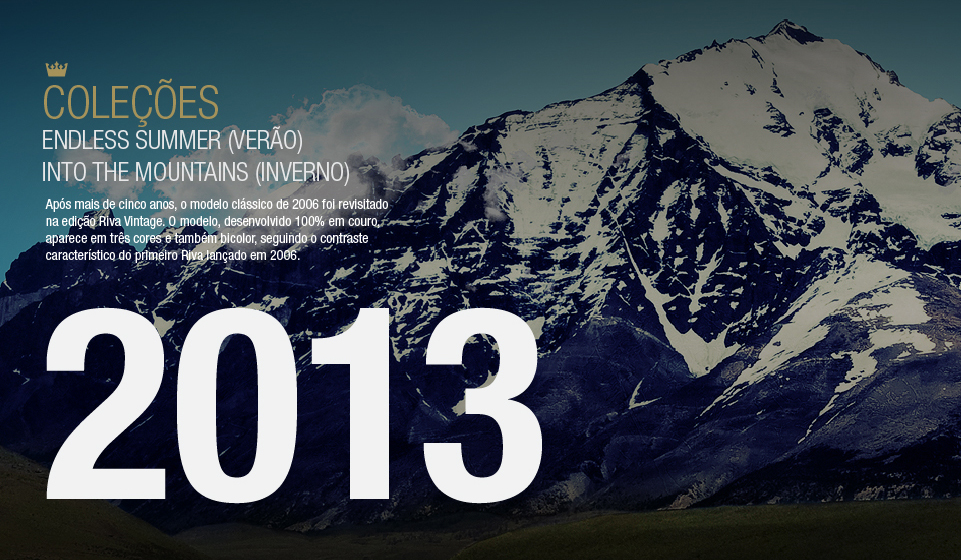 COLEÇÕES
ENDLESS SUMMER (VERÃO)
INTO THE MOUNTAINS (INVERNO)
Após mais de cinco anos, o modelo clássico de 2006 foi revisitado
na edição Riva Vintage. O modelo, desenvolvido 100% em couro,
aparece em três cores e também bicolor, seguindo o contraste
característico do primeiro Riva lançado em 2006.
2013